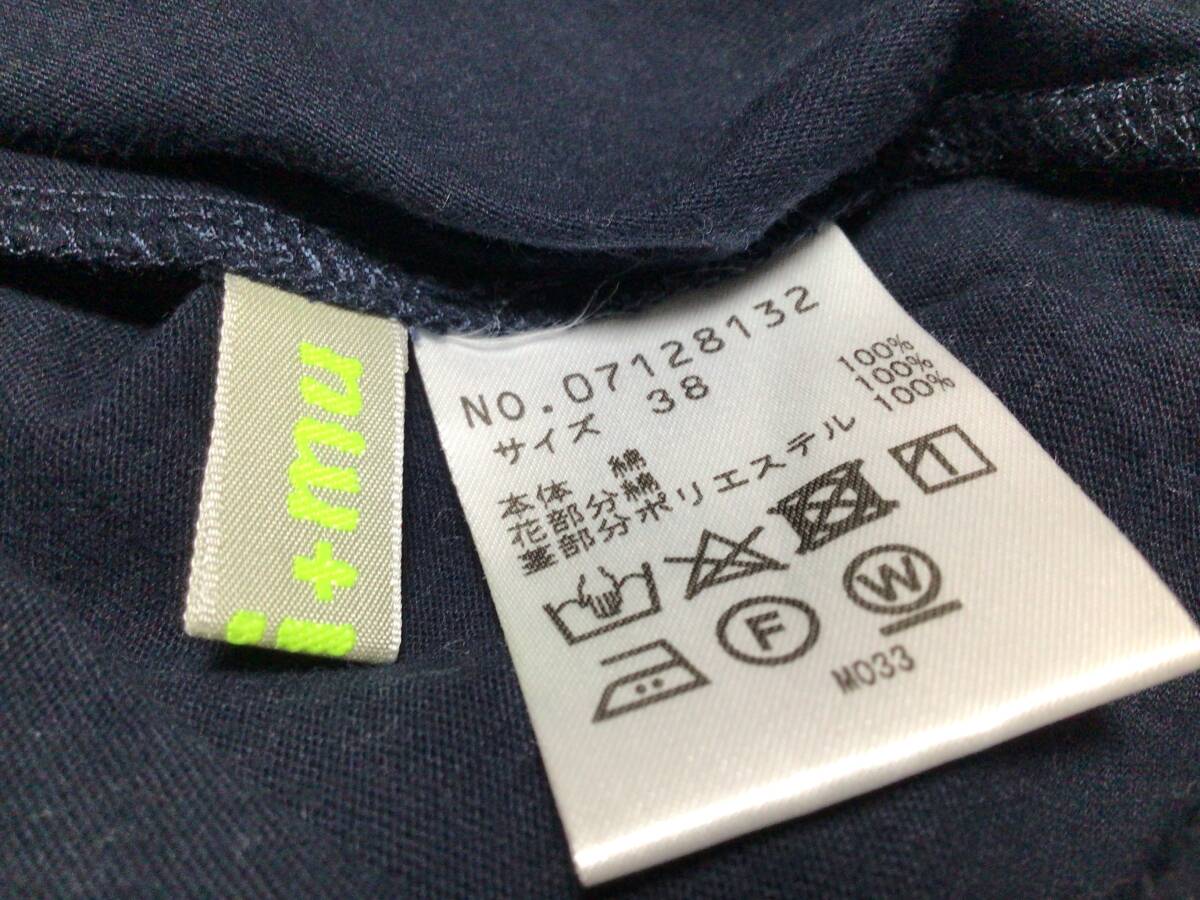 i+mu
No.07128132
サイズ 38
本体 綿 100%
花部分綿 100%
茎部分ポリエステル 100%
F
W
M033